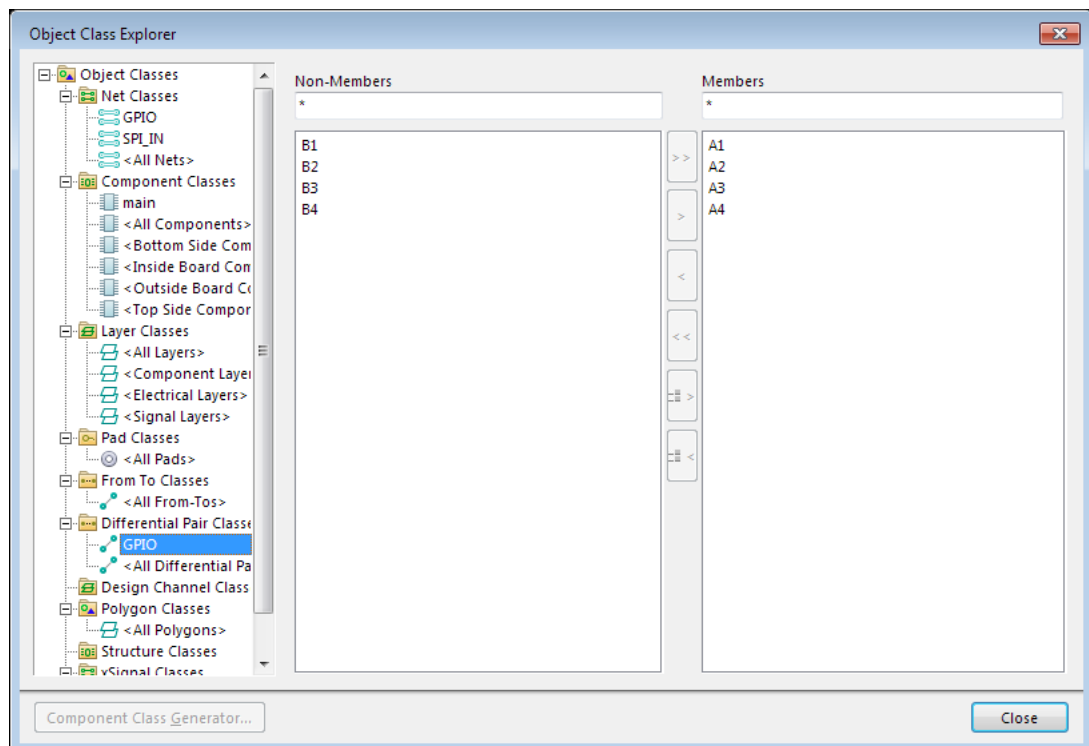 Object Class Explorer
Object Classes
Net Classes
GPIO
SPI_IN
<All Nets>
Component Classes
main
<All Components>
<Bottom Side Com
<Inside Board Com
<Outside Board Co
<Top Side Compor
Layer Classes
<All Layers>
<Component Layer
<Electrical Layers>
<Signal Layers>
Pad Classes
<All Pads>
From To Classes
<All From-Tos>
Differential Pair Classe
GPIO
<All Differential Pa
Design Channel Class
Polygon Classes
<All Polygons>
Structure Classes
xSignal Classes
Non-Members
*
B1
B2
B3
B4
>>
>
<
<<
>
<
Members
*
A1
A2
A3
A4
Component Class Generator...
Close